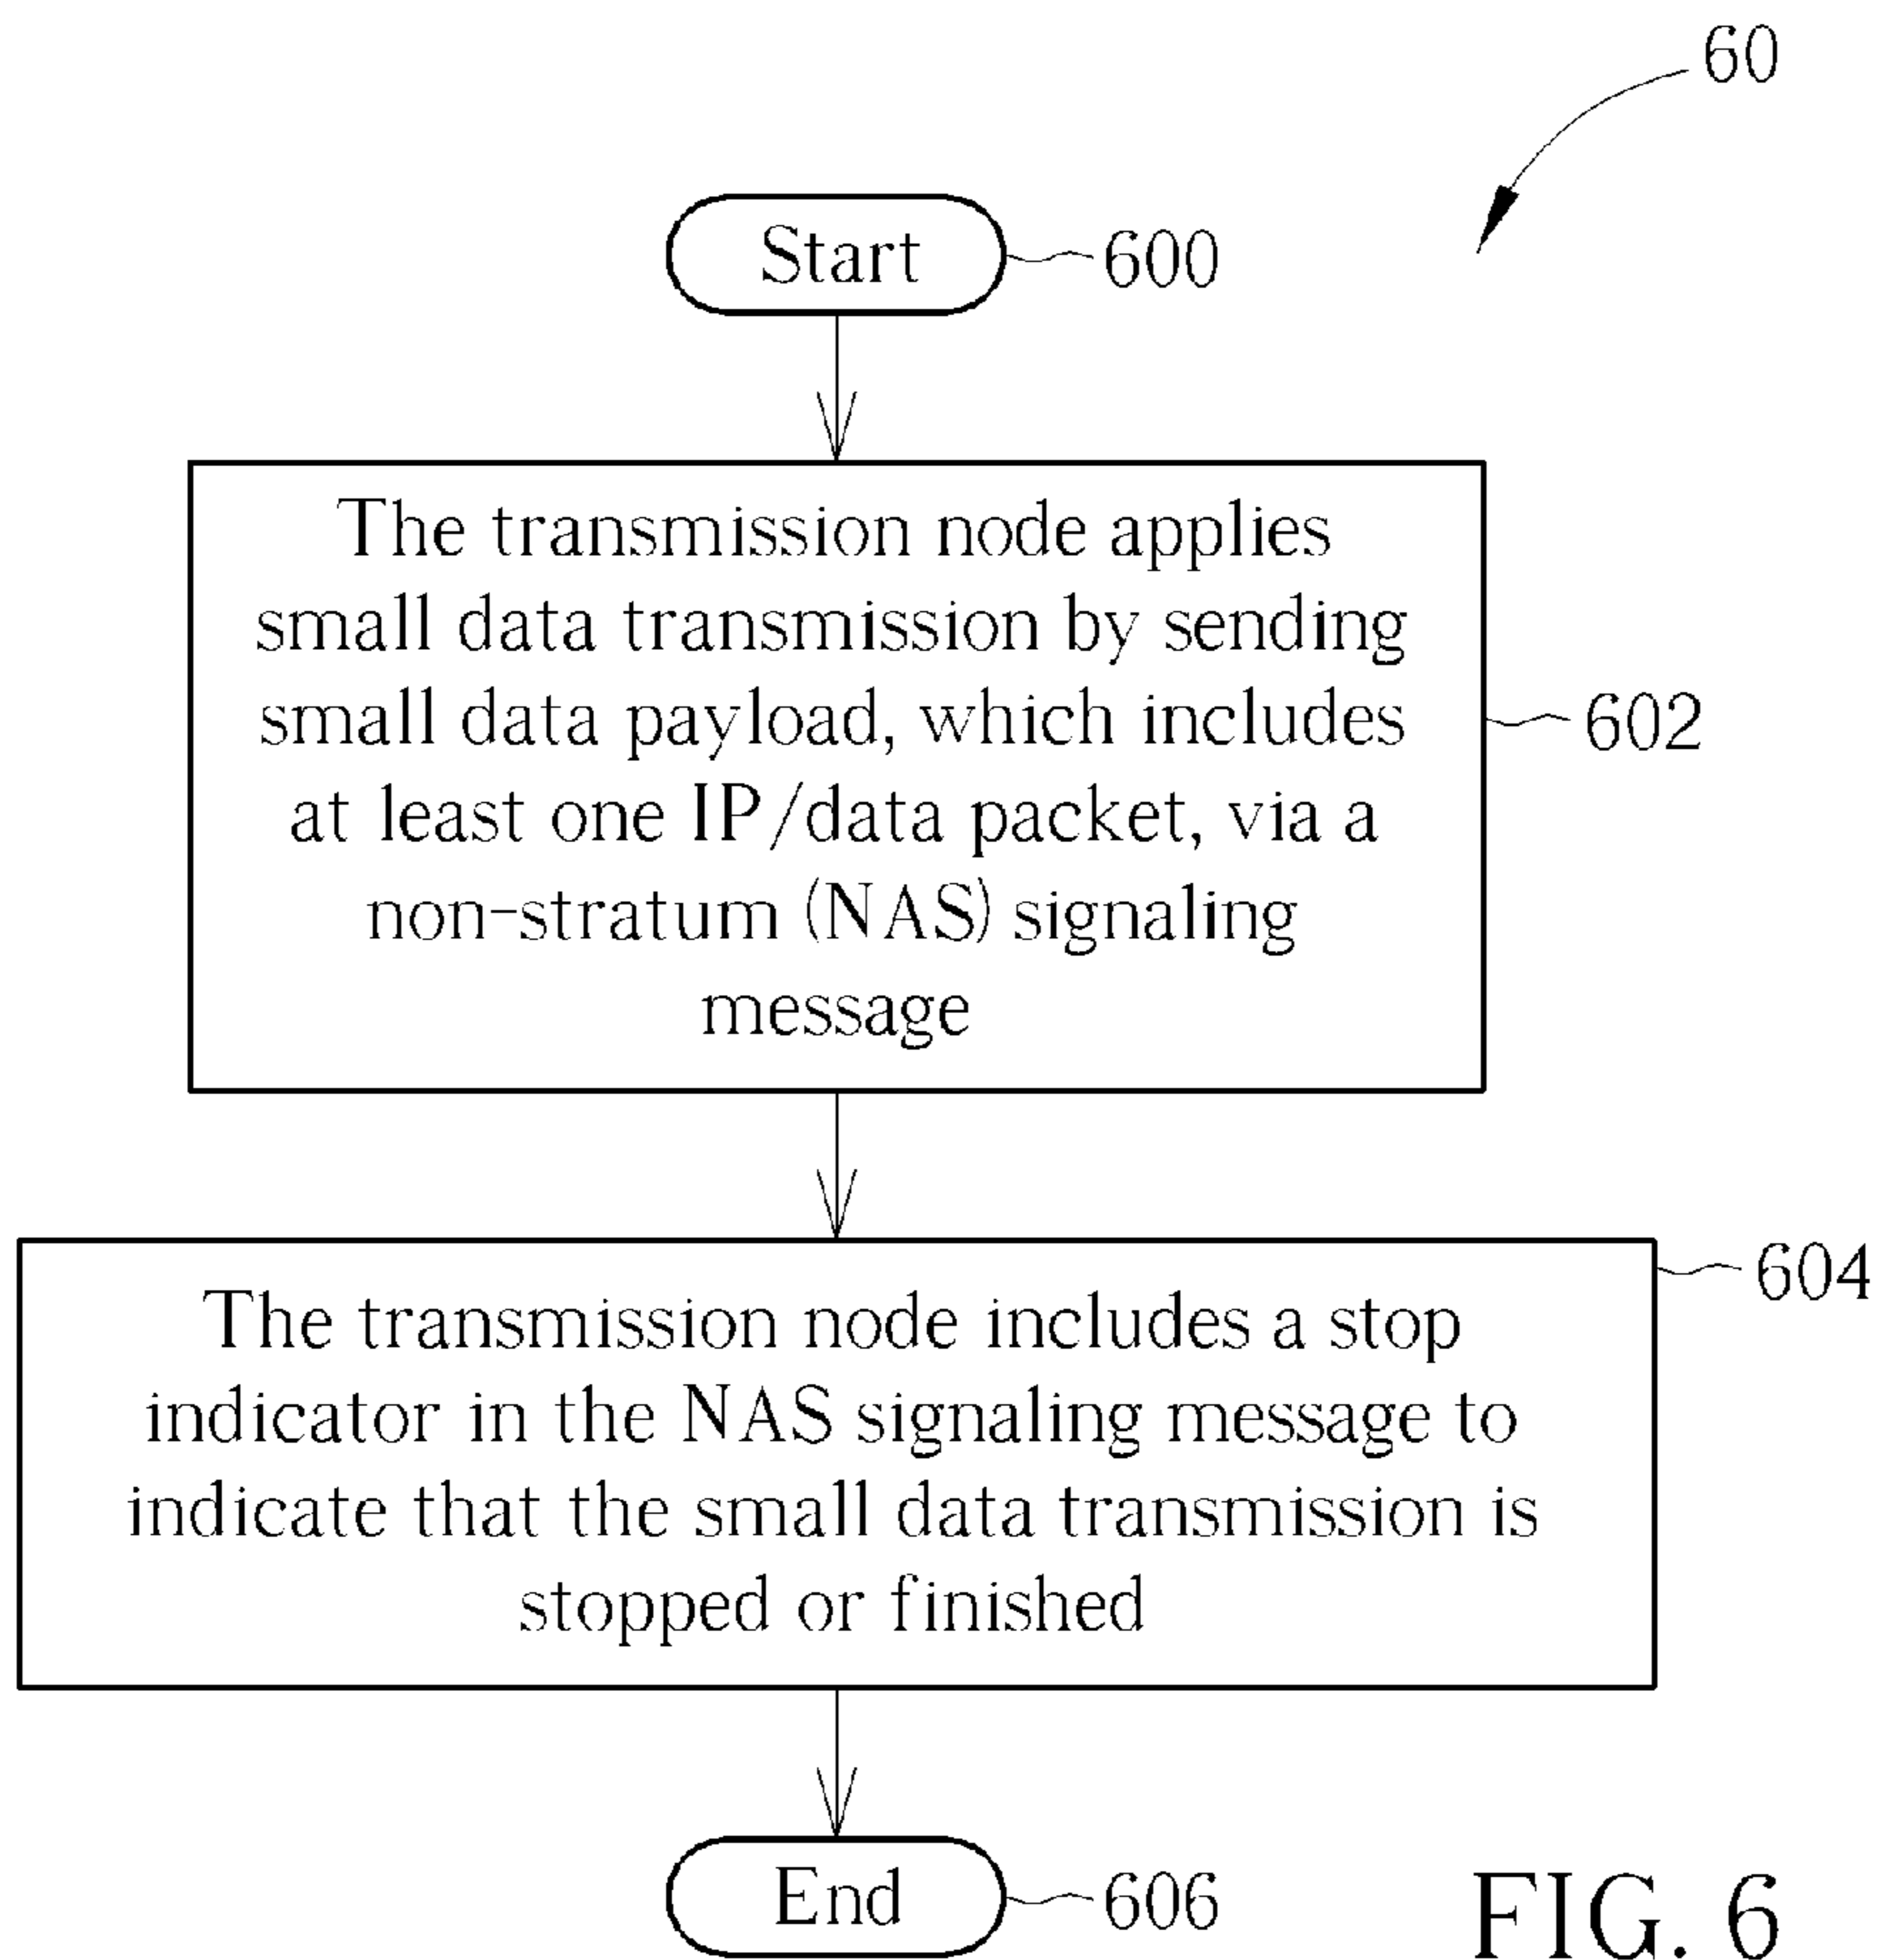 60
Start
600
The transmission node applies
small data transmission by sending
small data payload, which includes
at least one IP/data packet, via a
non-stratum (NAS) signaling
message
602
The transmission node includes a stop
indicator in the NAS signaling message to
indicate that the small data transmission is
stopped or finished
604
End
606
FIG. 6